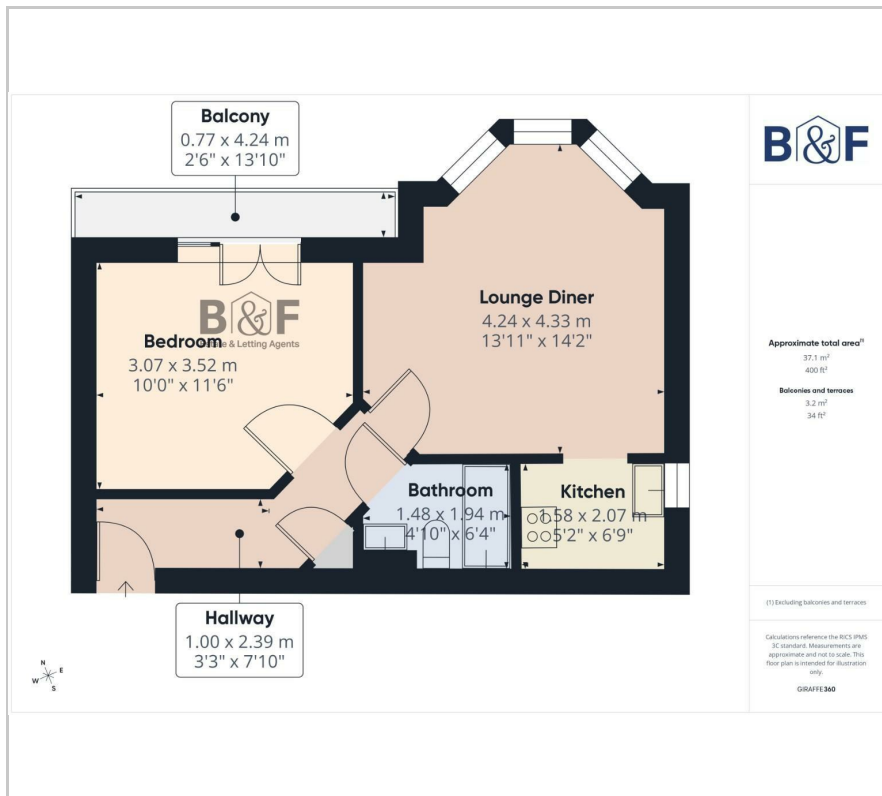 Balcony
0.77 x 4.24 m
2'6" x 13'10"
B&F
Lounge Diner
4.24 x 4.33 m
13'11" x 14'2"
B&F
Estate & Letting Agents
Bedroom
3.07 x 3.52 m
10'0" x 11'6"
Bathroom
1.48 x 1.94 m
4'10" x 6'4"
Kitchen
1.58 x 2.07 m
5'2" x 6'9"
Hallway
1.00 x 2.39 m
3'3" x 7'10"
N
E
W
S
Approximate total area⁽¹⁾
37.1 m²
400 ft²
Balconies and terraces
3.2 m²
34 ft²
(1) Excluding balconies and terraces
Calculations reference the RICS IPMS
3C standard. Measurements are
approximate and not to scale. This
floor plan is intended for illustration
only.
GIRAFFE360